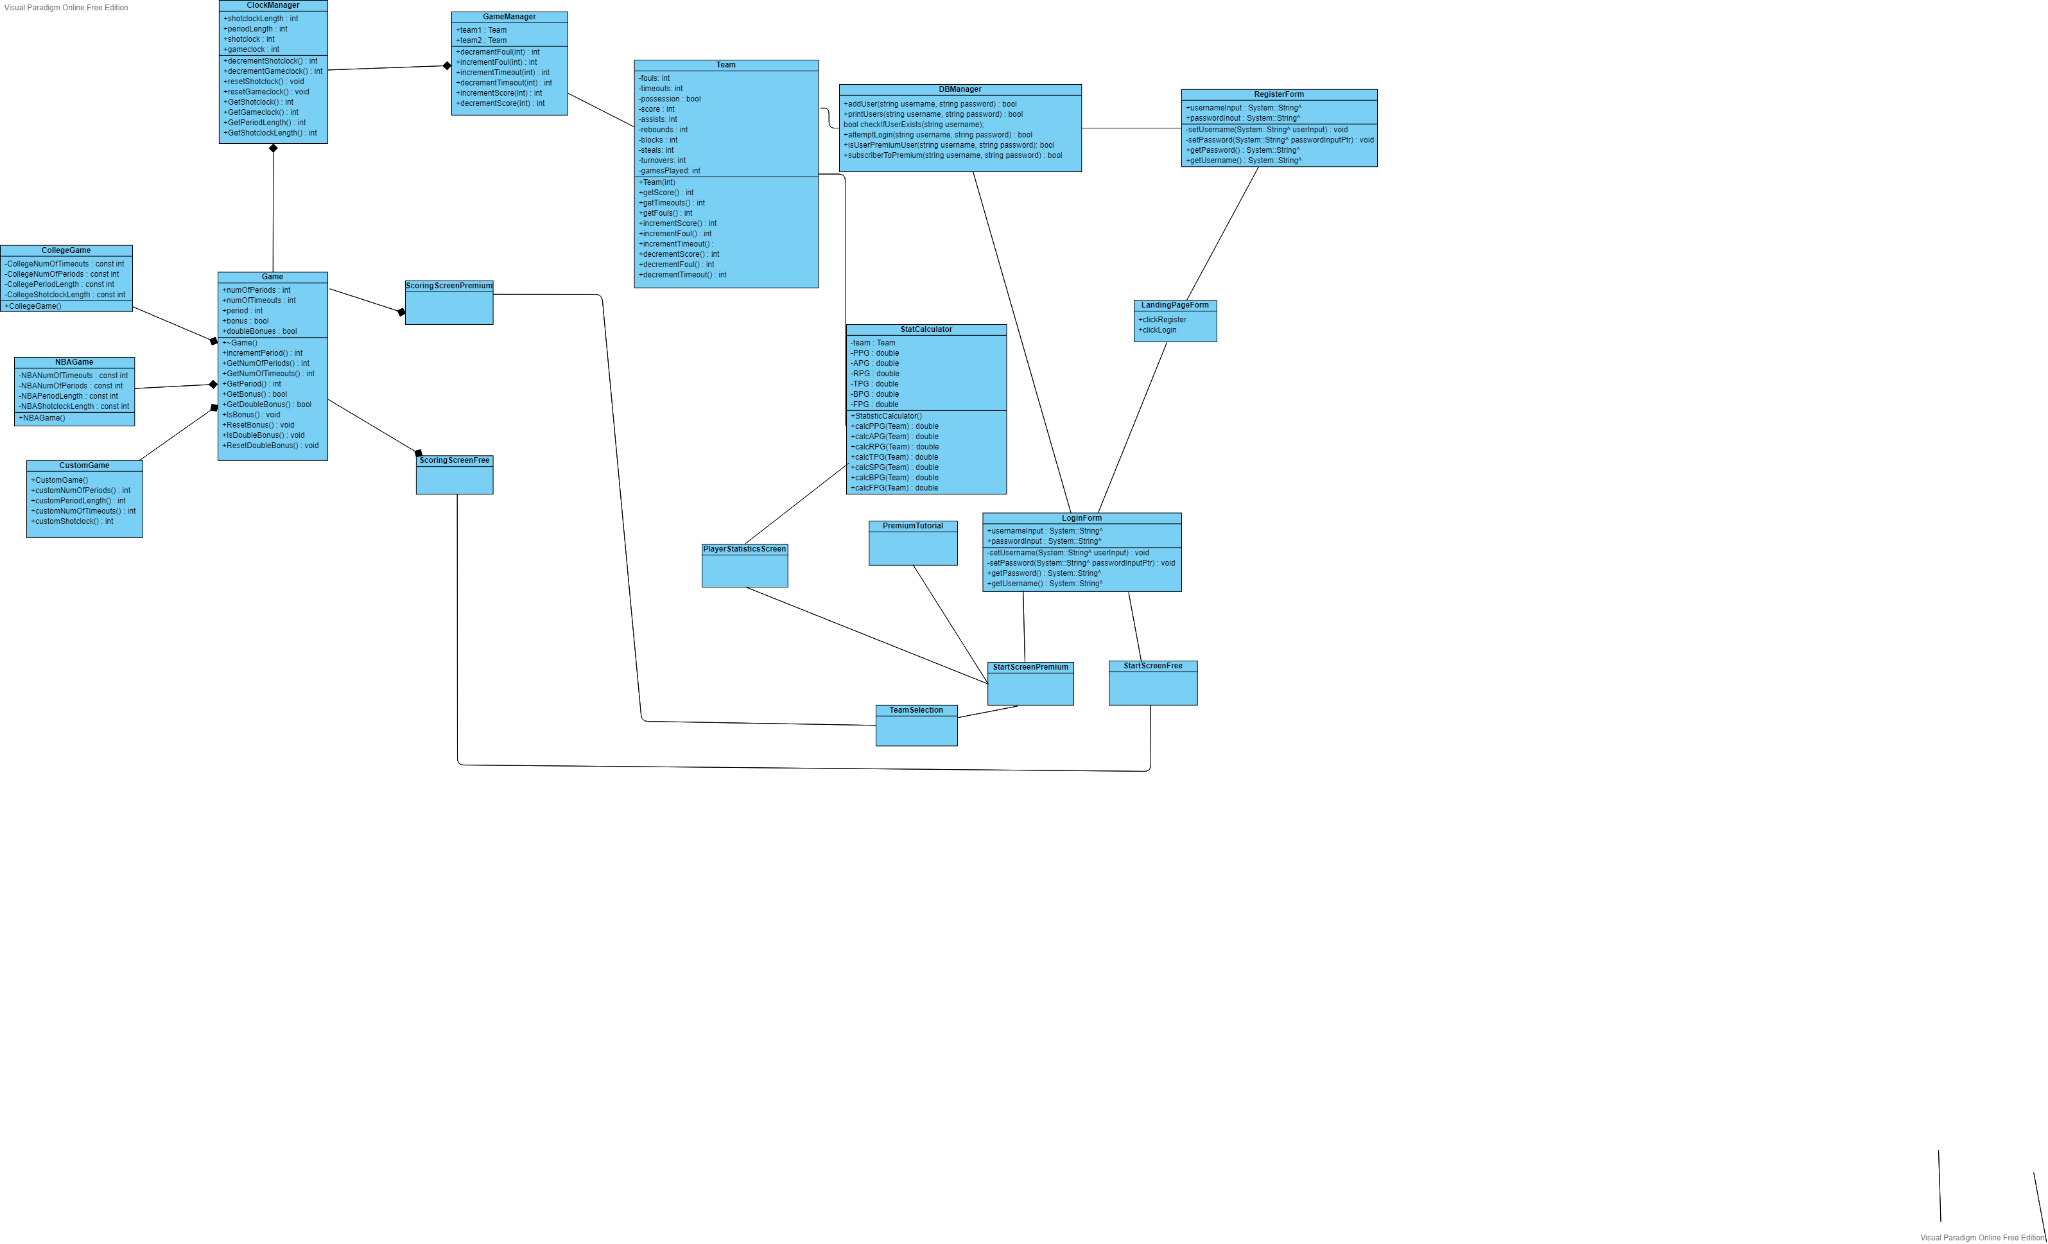 Visual Paradigm Online Free Edition
ClockManager
+shotclockLength : int
+periodLength : int
+shotclock : int
+gameclock : int
+decrementShotclock() : int
+decrementGameclock() : int
+resetShotclock() : void
+resetGameclock() : void
+GetShotclock() : int
+GetGameclock() : int
+GetPeriodLength() : int
+GetShotclockLength() : int
GameManager
+team1 : Team
+team2 : Team
+decrementFoul(int) : int
+incrementFoul(int) : int
+incrementTimeout(int) : int
+decrementTimeout(int) : int
+incrementScore(int) : int
+decrementScore(int) : int
Team
-fouls: int
-timeouts: int
-possession : bool
-score : int
-assists: int
-rebounds : int
-blocks : int
-steals: int
-turnovers: int
-gamesPlayed: int
+Team(int)
+getScore() : int
+getTimeouts() : int
+getFouls() : int
+incrementScore() : int
+incrementFoul() : int
+incrementTimeout() :
+decrementScore() : int
+decrementFoul() : int
+decrementTimeout() : int
DBManager
+addUser(string username, string password) : bool
+printUsers(string username, string password) : bool
bool checkIfUserExists(string username);
+attemptLogin(string username, string password) : bool
+isUserPremiumUser(string username, string password): bool
+subscriberToPremium(string username, string password) : bool
RegisterForm
+usernameInput : System::String^
+passwordInput : System::String^
-setUsername(System::String^ userInput) : void
-setPassword(System::String^ passwordInputPtr) : void
+getPassword() : System::String^
+getUsername() : System::String^
CollegeGame
-CollegeNumOfTimeouts : const int
-CollegeNumOfPeriods : const int
-CollegePeriodLength : const int
-CollegeShotclockLength : const int
+CollegeGame()
Game
+numOfPeriods : int
+numOfTimeouts : int
+period : int
+bonus : bool
+doubleBonues : bool
+~Game()
+incrementPeriod() : int
+GetNumOfPeriods() : int
+GetNumOfTimeouts() : int
+GetPeriod() : int
+GetBonus() : bool
+GetDoubleBonus() : bool
+IsBonus() : void
+ResetBonus() : void
+IsDoubleBonus() : void
+ResetDoubleBonus() : void
ScoringScreenPremium
LandingPageForm
+clickRegister
+clickLogin
StatCalculator
-team : Team
-PPG : double
-APG : double
-RPG : double
-TPG : double
-BPG : double
-FPG : double
+StatisticCalculator()
+calcPPG(Team) : double
+calcAPG(Team) : double
+calcRPG(Team) : double
+calcTPG(Team) : double
+calcSPG(Team) : double
+calcBPG(Team) : double
+calcFPG(Team) : double
NBAGame
-NBANumOfTimeouts : const int
-NBANumOfPeriods : const int
-NBAPeriodLength : const int
-NBAShotclockLength : const int
+NBAGame()
ScoringScreenFree
CustomGame
+CustomGame()
+customNumOfPeriods() : int
+customPeriodLength() : int
+customNumOfTimeouts() : int
+customShotclock() : int
LoginForm
+usernameInput : System::String^
+passwordInput : System::String^
-setUsername(System::String^ userInput) : void
-setPassword(System::String^ passwordInputPtr) : void
+getPassword() : System::String^
+getUsername() : System::String^
PremiumTutorial
PlayerStatisticsScreen
StartScreenPremium
StartScreenFree
TeamSelection
Visual Paradigm Online Free Edition